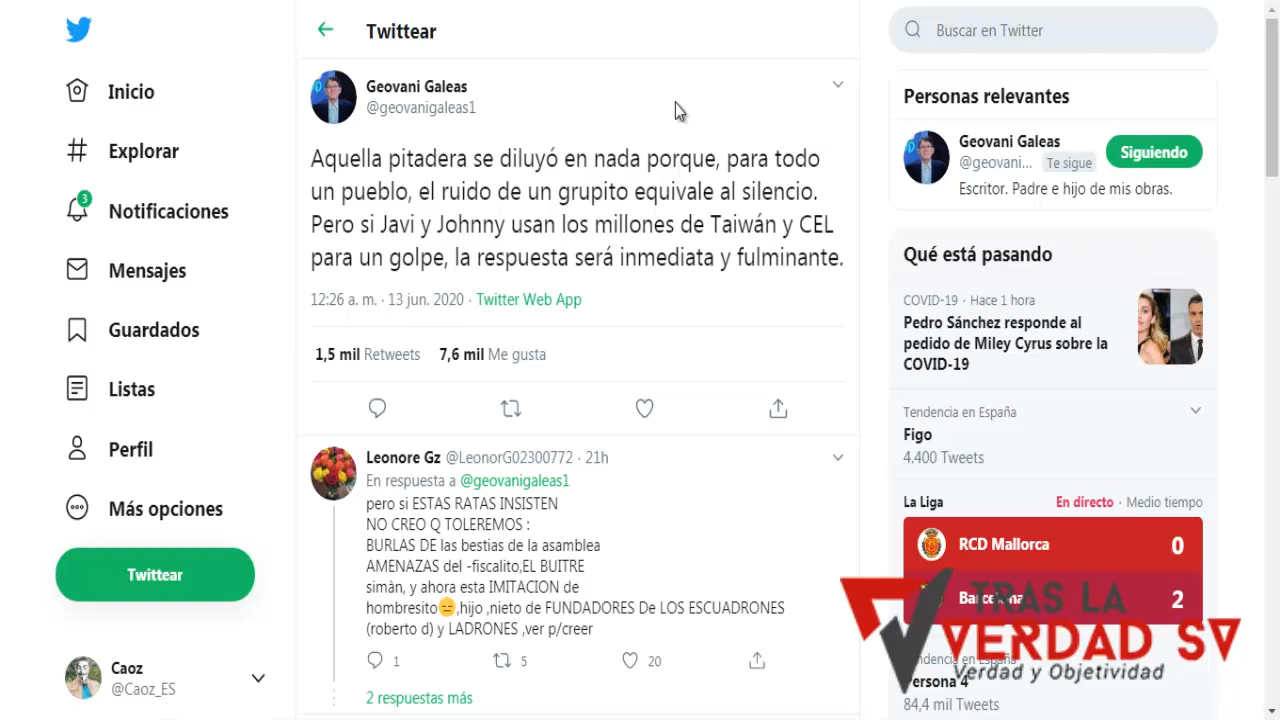 Inicio
Explorar
3
Notificaciones
Mensajes
Guardados
Listas
Perfil
Más opciones
Twittear
Caoz
@Caoz_ES
Twittear
Geovani Galeas
@geovanigaleas1
Aquella pitadera se diluyó en nada porque, para todo
un pueblo, el ruido de un grupito equivale al silencio.
Pero si Javi y Johnny usan los millones de Taiwán y CEL
para un golpe, la respuesta será inmediata y fulminante.
12:26 a. m. · 13 jun. 2020 · Twitter Web App
1,5 mil Retweets 7,6 mil Me gusta
Leonore Gz @LeonorG02300772 · 21h
En respuesta a @geovanigaleas1
pero si ESTAS RATAS INSISTEN
NO CREO Q TOLEREMOS :
BURLAS DE las bestias de la asamblea
AMENAZAS del -fiscalito,EL BUITRE
simàn, y ahora esta IMITACION de
hombresito😑,hijo ,nieto de FUNDADORES De LOS ESCUADRONES
(roberto d) y LADRONES ,ver p/creer
1 5 20
2 respuestas más
Buscar en Twitter
Personas relevantes
Geovani Galeas
@geovani... Te sigue
Siguiendo
Escritor. Padre e hijo de mis obras.
Qué está pasando
COVID-19 · Hace 1 hora
Pedro Sánchez responde al
pedido de Miley Cyrus sobre la
COVID-19
Tendencia en España
Figo
4.400 Tweets
La Liga En directo · Medio tiempo
RCD Mallorca 0
Barcelona 2
Tendencia en España
Persona 4
84,4 mil Tweets
TRAS LA
VERDAD SV
Verdad y Objetividad